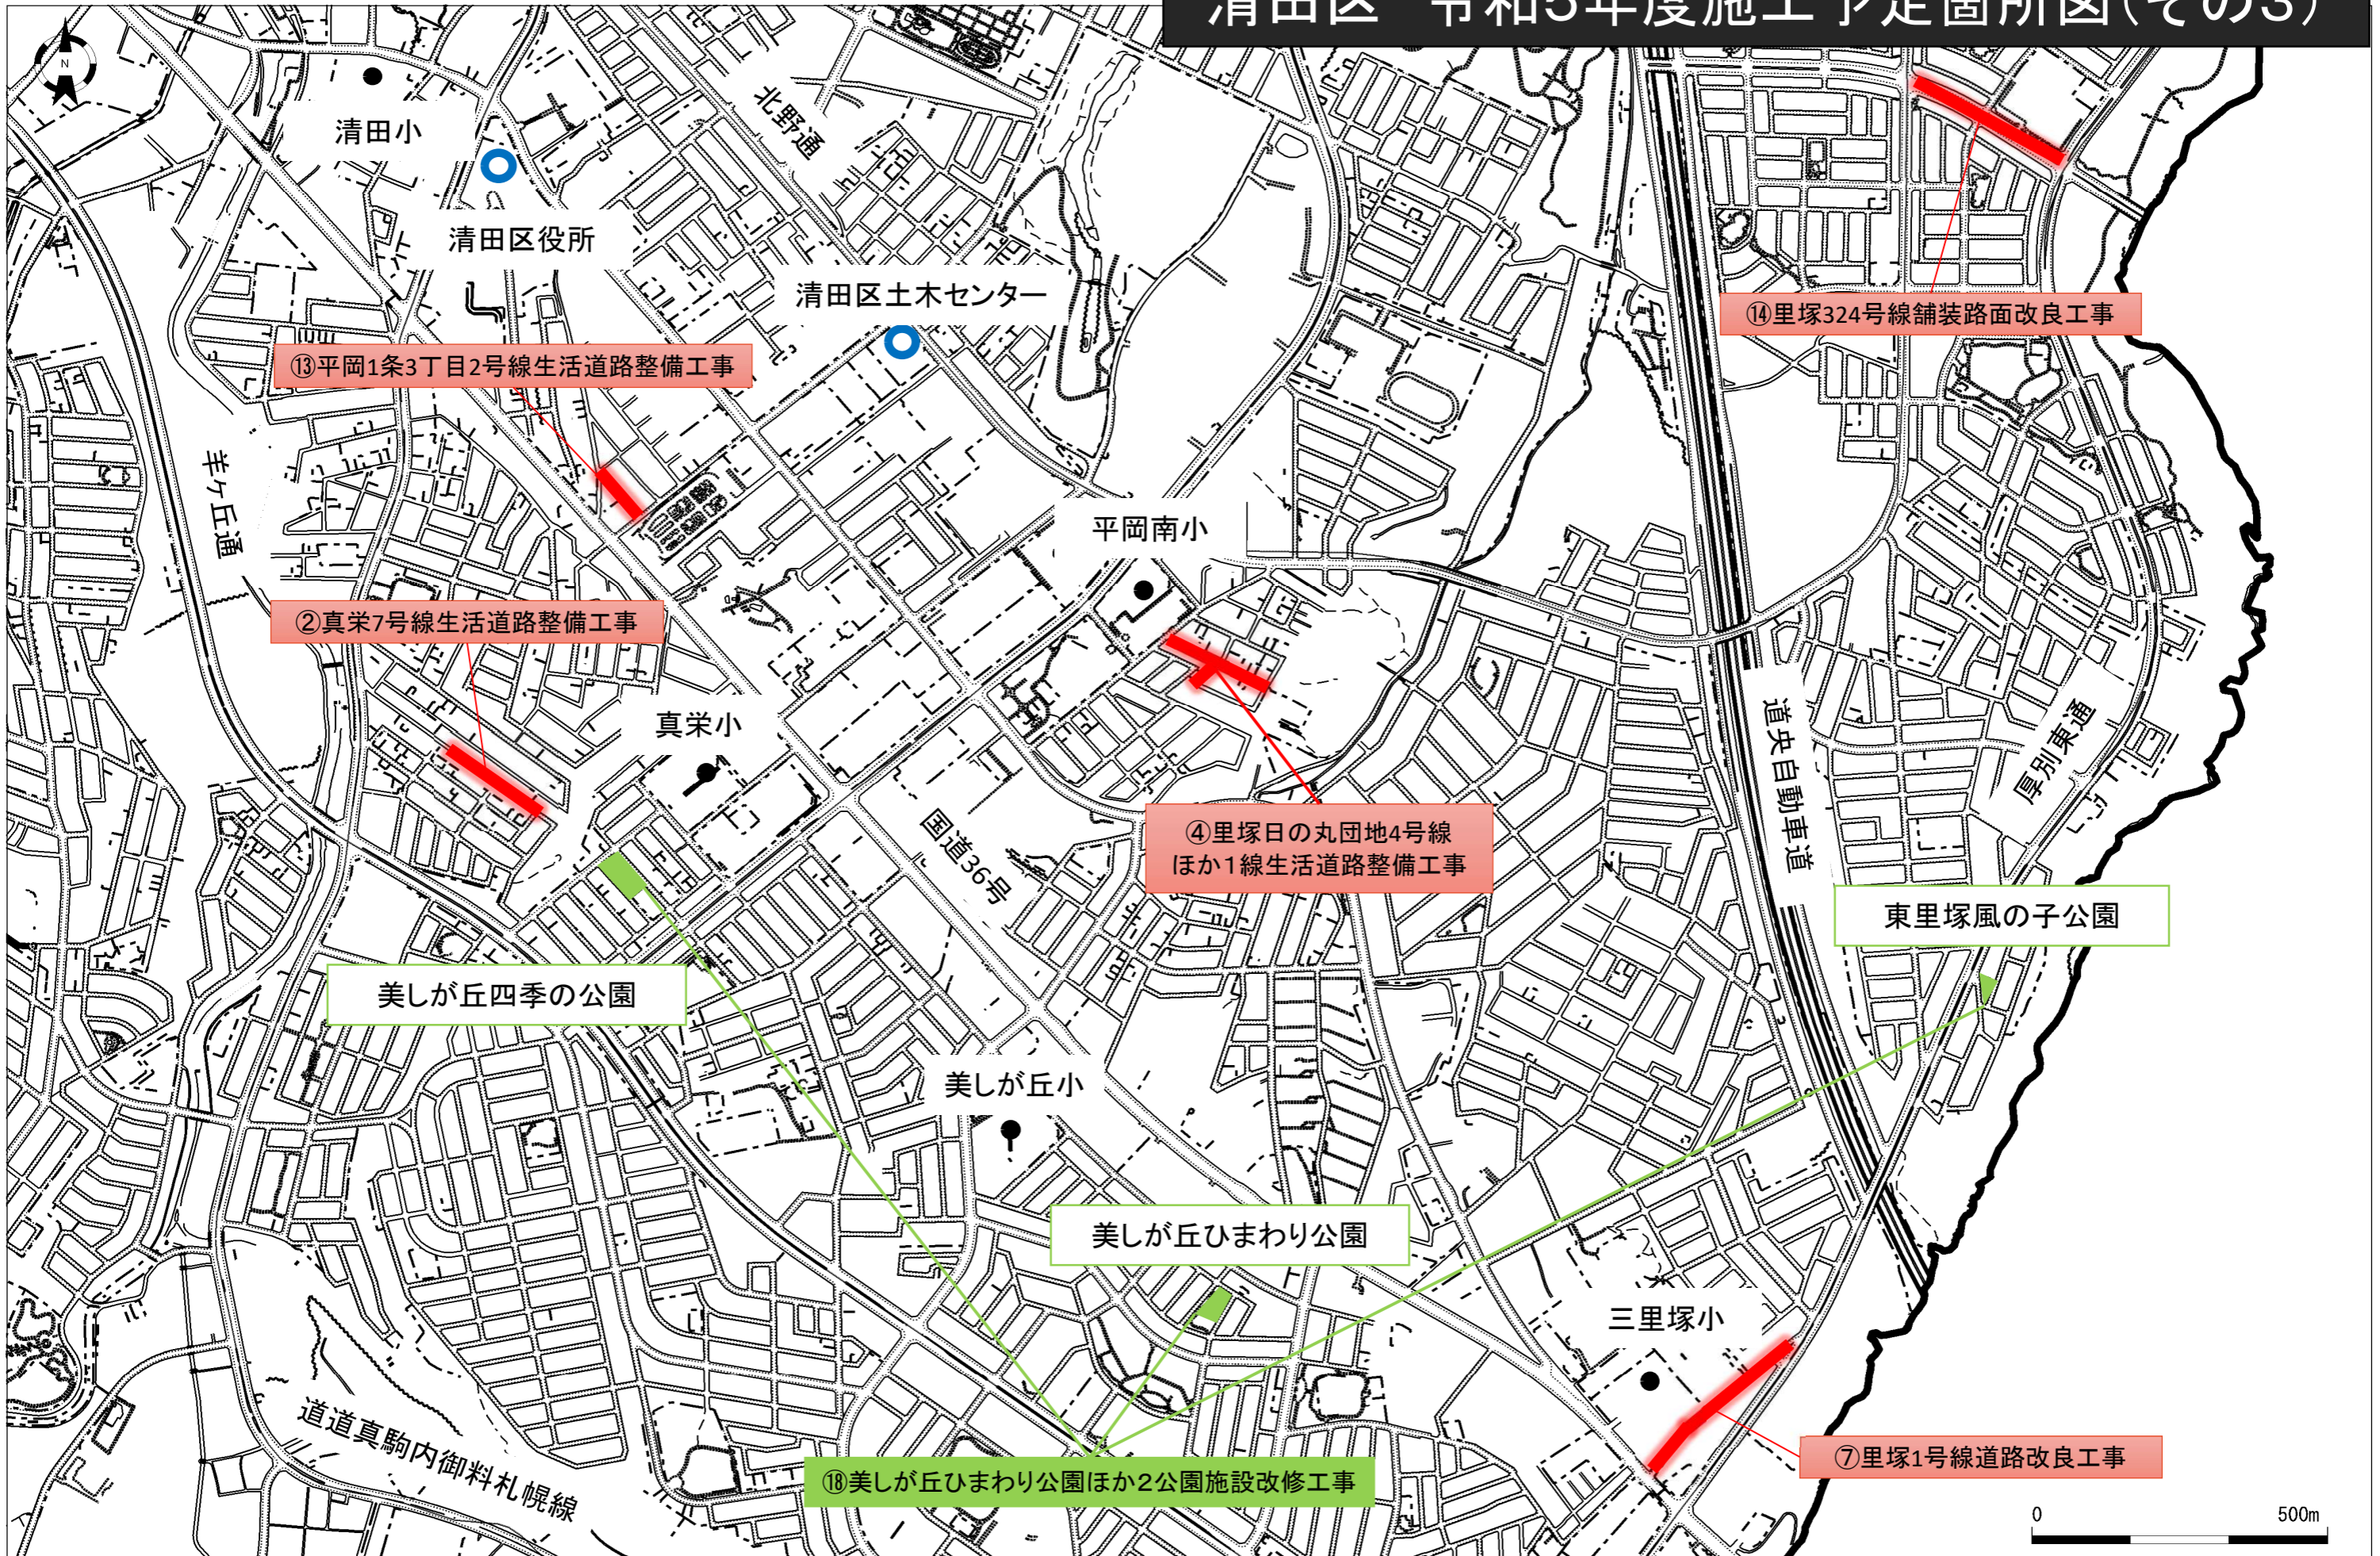 清田区 令和5年度施工予定箇所図(その3)
N
清田小
北野通
清田区役所
清田区土木センター
⑭里塚324号線舗装路面改良工事
⑬平岡1条3丁目2号線生活道路整備工事
羊ケ丘通
平岡南小
②真栄7号線生活道路整備工事
真栄小
道央自動車道
厚別東通
国道36号
④里塚日の丸団地4号線
ほか1線生活道路整備工事
東里塚風の子公園
美しが丘四季の公園
美しが丘小
美しが丘ひまわり公園
三里塚小
道道真駒内御料札幌線
⑦里塚1号線道路改良工事
⑱美しが丘ひまわり公園ほか2公園施設改修工事
0 500m